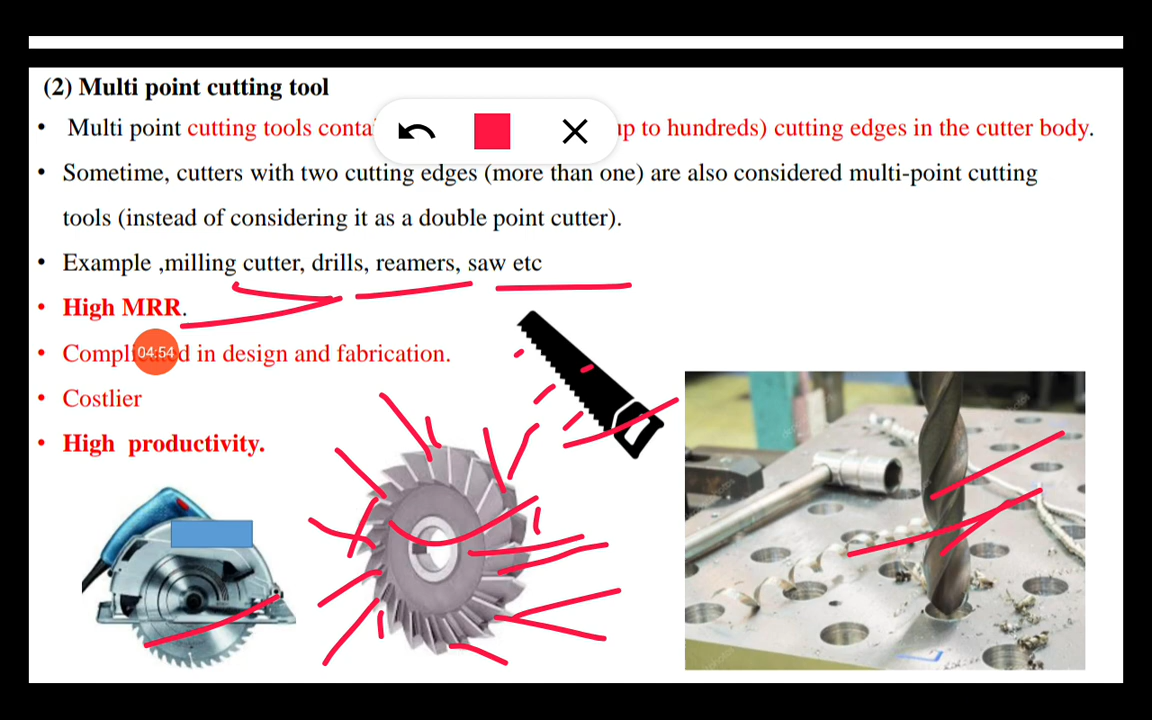 (2) Multi point cutting tool
• Multi point cutting tools up to hundreds) cutting edges in the cutter body.
• Sometime, cutters with two cutting edges (more than one) are also considered multi-point cutting
tools (instead of considering it as a double point cutter).
• Example ,milling cutter, drills, reamers, saw etc
• High MRR.
• 04:54 in design and fabrication.
• Costlier
• High productivity.